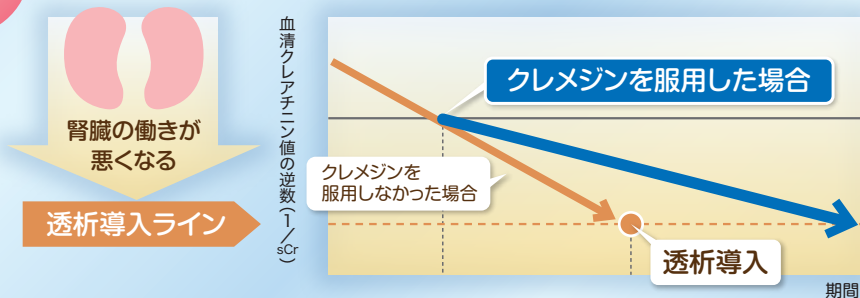 腎臓の働きが
悪くなる
透析導入ライン
血清クレアチニン値の逆数(1/sCr)
クレメジンを服用した場合
クレメジンを
服用しなかった場合
透析導入
期間